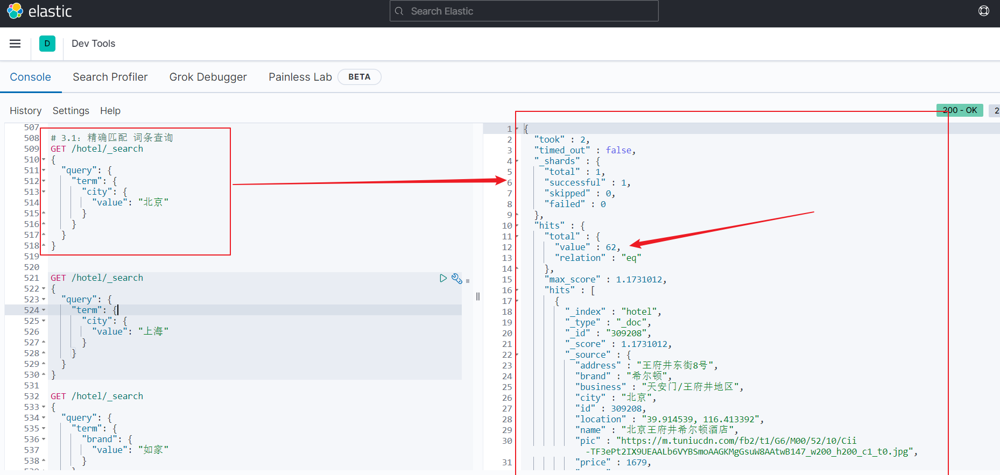 elastic
Search Elastic
D
Dev Tools
Console
Search Profiler
Grok Debugger
Painless Lab
BETA
History
Settings
Help
200 - OK
2
507
508 # 3.1：精确匹配 词条查询
509 GET /hotel/_search
510 {
511 "query": {
512 "term": {
513 "city": {
514 "value": "北京"
515 }
516 }
517 }
518 }
519
520
521 GET /hotel/_search
522 {
523 "query": {
524 "term": {
525 "city": {
526 "value": "上海"
527 }
528 }
529 }
530 }
531
532 GET /hotel/_search
533 {
534 "query": {
535 "term": {
536 "brand": {
537 "value": "如家"
538 }
1 {
2 "took" : 2,
3 "timed_out" : false,
4 "_shards" : {
5 "total" : 1,
6 "successful" : 1,
7 "skipped" : 0,
8 "failed" : 0
9 },
10 "hits" : {
11 "total" : {
12 "value" : 62,
13 "relation" : "eq"
14 },
15 "max_score" : 1.1731012,
16 "hits" : [
17 {
18 "_index" : "hotel",
19 "_type" : "_doc",
20 "_id" : "309208",
21 "_score" : 1.1731012,
22 "_source" : {
23 "address" : "王府井东街8号",
24 "brand" : "希尔顿",
25 "business" : "天安门/王府井地区",
26 "city" : "北京",
27 "id" : 309208,
28 "location" : "39.914539, 116.413392",
29 "name" : "北京王府井希尔顿酒店",
30 "pic" : "https://m.tuniucdn.com/fb2/t1/G6/M00/52/10/Cii
-TF3ePt2IX9UEAALb6VYBSmoAAGKMgGsuW8AAtwB147_w200_h200_c1_t0.jpg",
31 "price" : 1679,